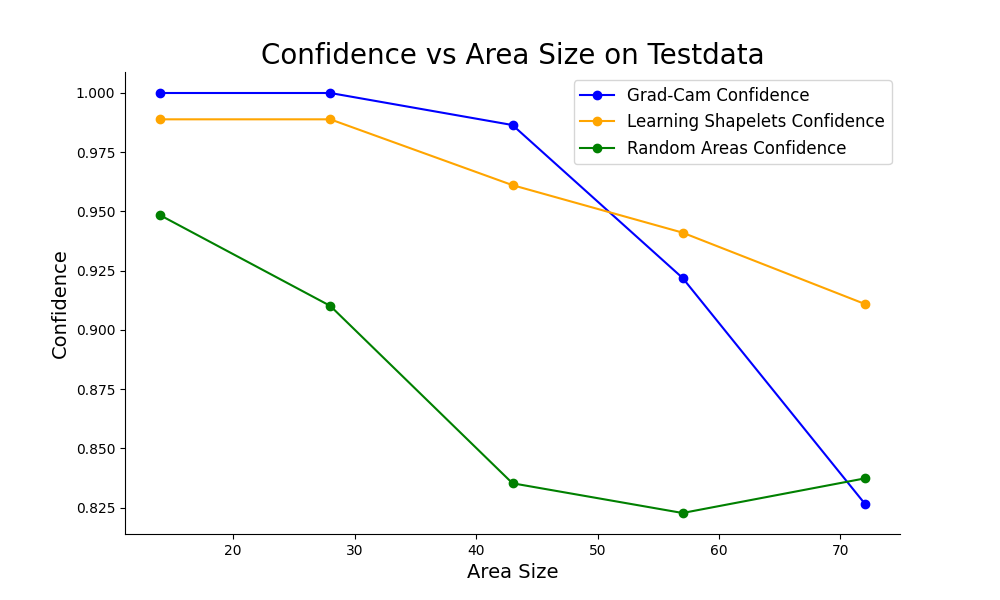 Confidence vs Area Size on Testdata
Grad-Cam Confidence
Learning Shapelets Confidence
Random Areas Confidence
Confidence
1.000
0.975
0.950
0.925
0.900
0.875
0.850
0.825
20 30 40 50 60 70
Area Size